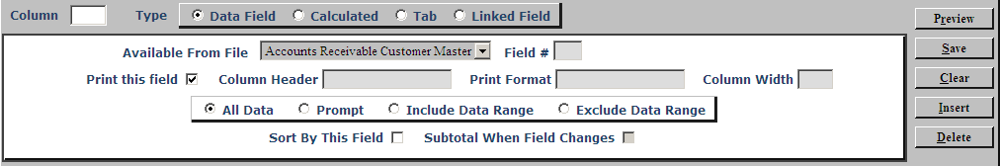 Column Type Data Field Calculated Tab Linked Field Preview
Available From File Accounts Receivable Customer Master Field # Save
Print this field Column Header Print Format Column Width Clear
All Data Prompt Include Data Range Exclude Data Range Insert
Sort By This Field Subtotal When Field Changes Delete